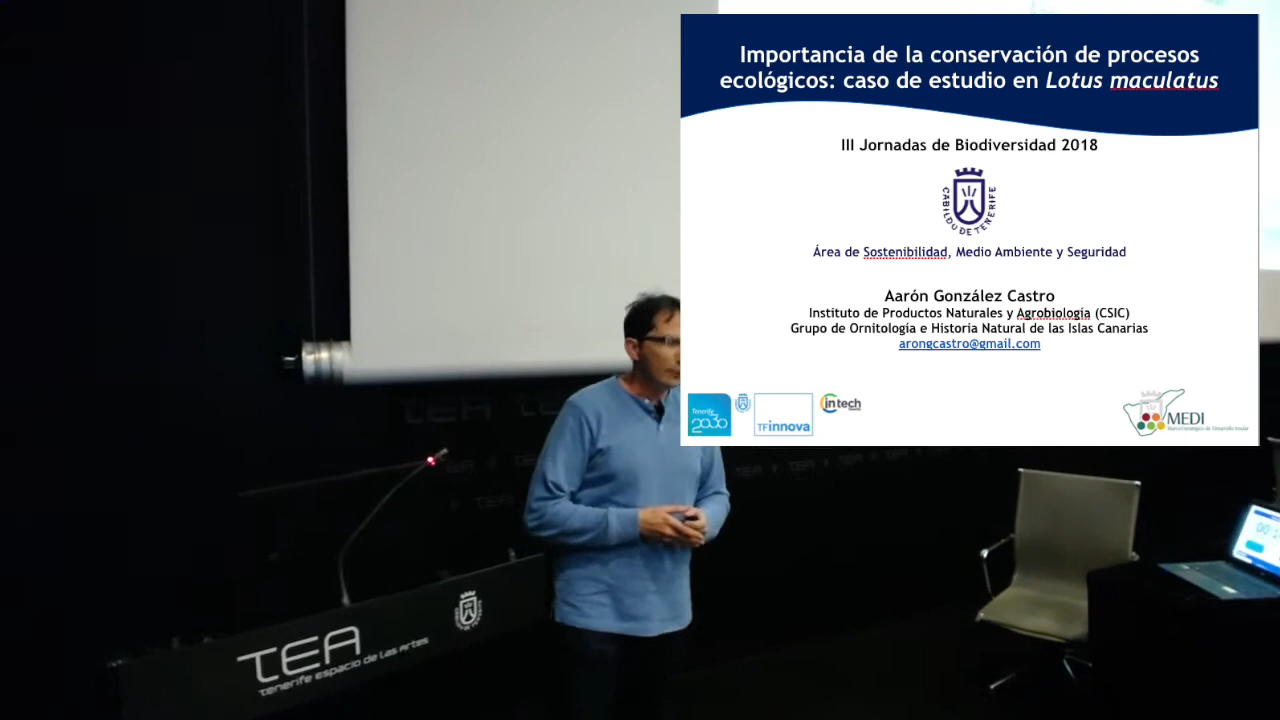 Importancia de la conservación de procesos
ecológicos: caso de estudio en Lotus maculatus
III Jornadas de Biodiversidad 2018
CABILDO DE TENERIFE
Área de Sostenibilidad, Medio Ambiente y Seguridad
Aarón González Castro
Instituto de Productos Naturales y Agrobiología (CSIC)
Grupo de Ornitología e Historia Natural de las Islas Canarias
arongcastro@gmail.com
Tenerife
2030
TFinnova
intech
MEDI
TEA
TEA
tenerife espacio de las artes